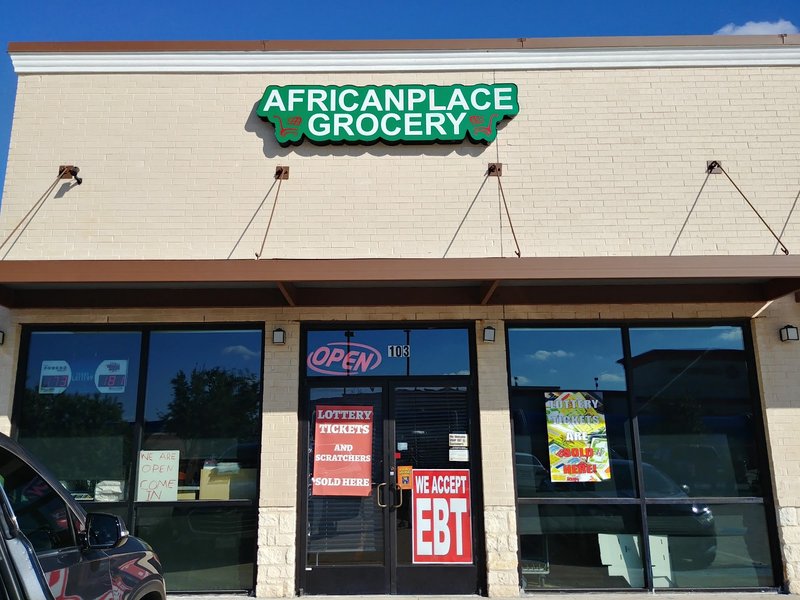 AFRICANPLACE
GROCERY
OPEN
103
LOTTERY
TICKETS
AND
SCRATCHERS
SOLD HERE
WE ACCEPT
EBT
LOTTERY
TICKETS
ARE
SOLD
HERE!
WE ARE
OPEN
COME
IN